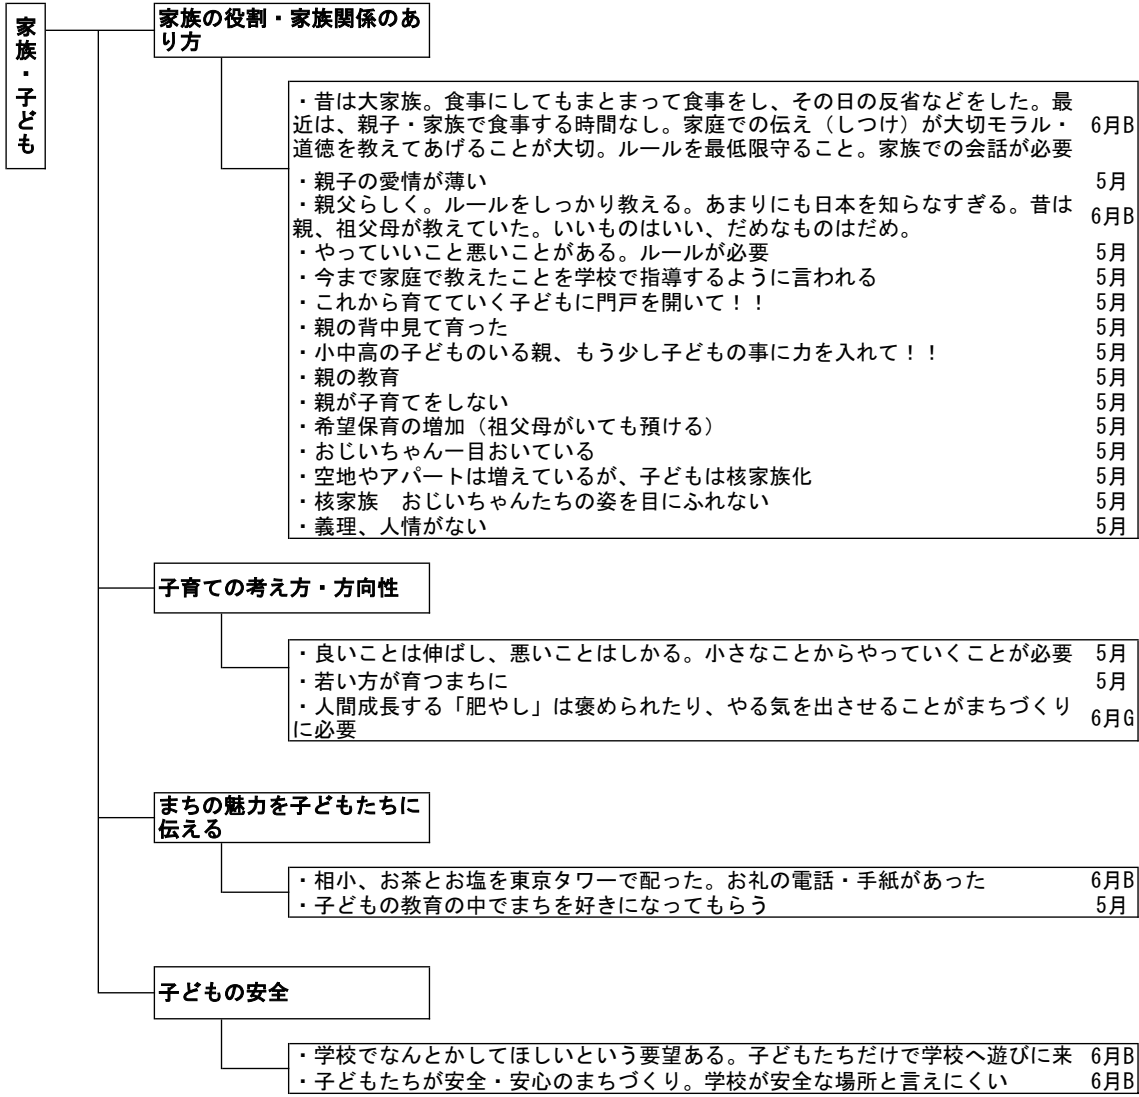 家族・子ども
家族の役割・家族関係のあ
り方
・昔は大家族。食事にしてもまとまって食事をし、その日の反省などをした。最
近は、親子・家族で食事する時間なし。家庭での伝え（しつけ）が大切モラル・
道徳を教えてあげることが大切。ルールを最低限守ること。家族での会話が必要
6月B
・親子の愛情が薄い 5月
・親父らしく。ルールをしっかり教える。あまりにも日本を知らなすぎる。昔は
親、祖父母が教えていた。いいものはいい、だめなものはだめ。
6月B
・やっていいこと悪いことがある。ルールが必要 5月
・今まで家庭で教えたことを学校で指導するように言われる 5月
・これから育てていく子どもに門戸を開いて！！ 5月
・親の背中見て育った 5月
・小中高の子どものいる親、もう少し子どもの事に力を入れて！！ 5月
・親の教育 5月
・親が子育てをしない 5月
・希望保育の増加（祖父母がいても預ける） 5月
・おじいちゃん一目おいている 5月
・空地やアパートは増えているが、子どもは核家族化 5月
・核家族　おじいちゃんたちの姿を目にふれない 5月
・義理、人情がない 5月
子育ての考え方・方向性
・良いことは伸ばし、悪いことはしかる。小さなことからやっていくことが必要 5月
・若い方が育つまちに 5月
・人間成長する「肥やし」は褒められたり、やる気を出させることがまちづくり
に必要
6月G
まちの魅力を子どもたちに
伝える
・相小、お茶とお塩を東京タワーで配った。お礼の電話・手紙があった 6月B
・子どもの教育の中でまちを好きになってもらう 5月
子どもの安全
・学校でなんとかしてほしいという要望ある。子どもたちだけで学校へ遊びに来 6月B
・子どもたちが安全・安心のまちづくり。学校が安全な場所と言えにくい 6月B